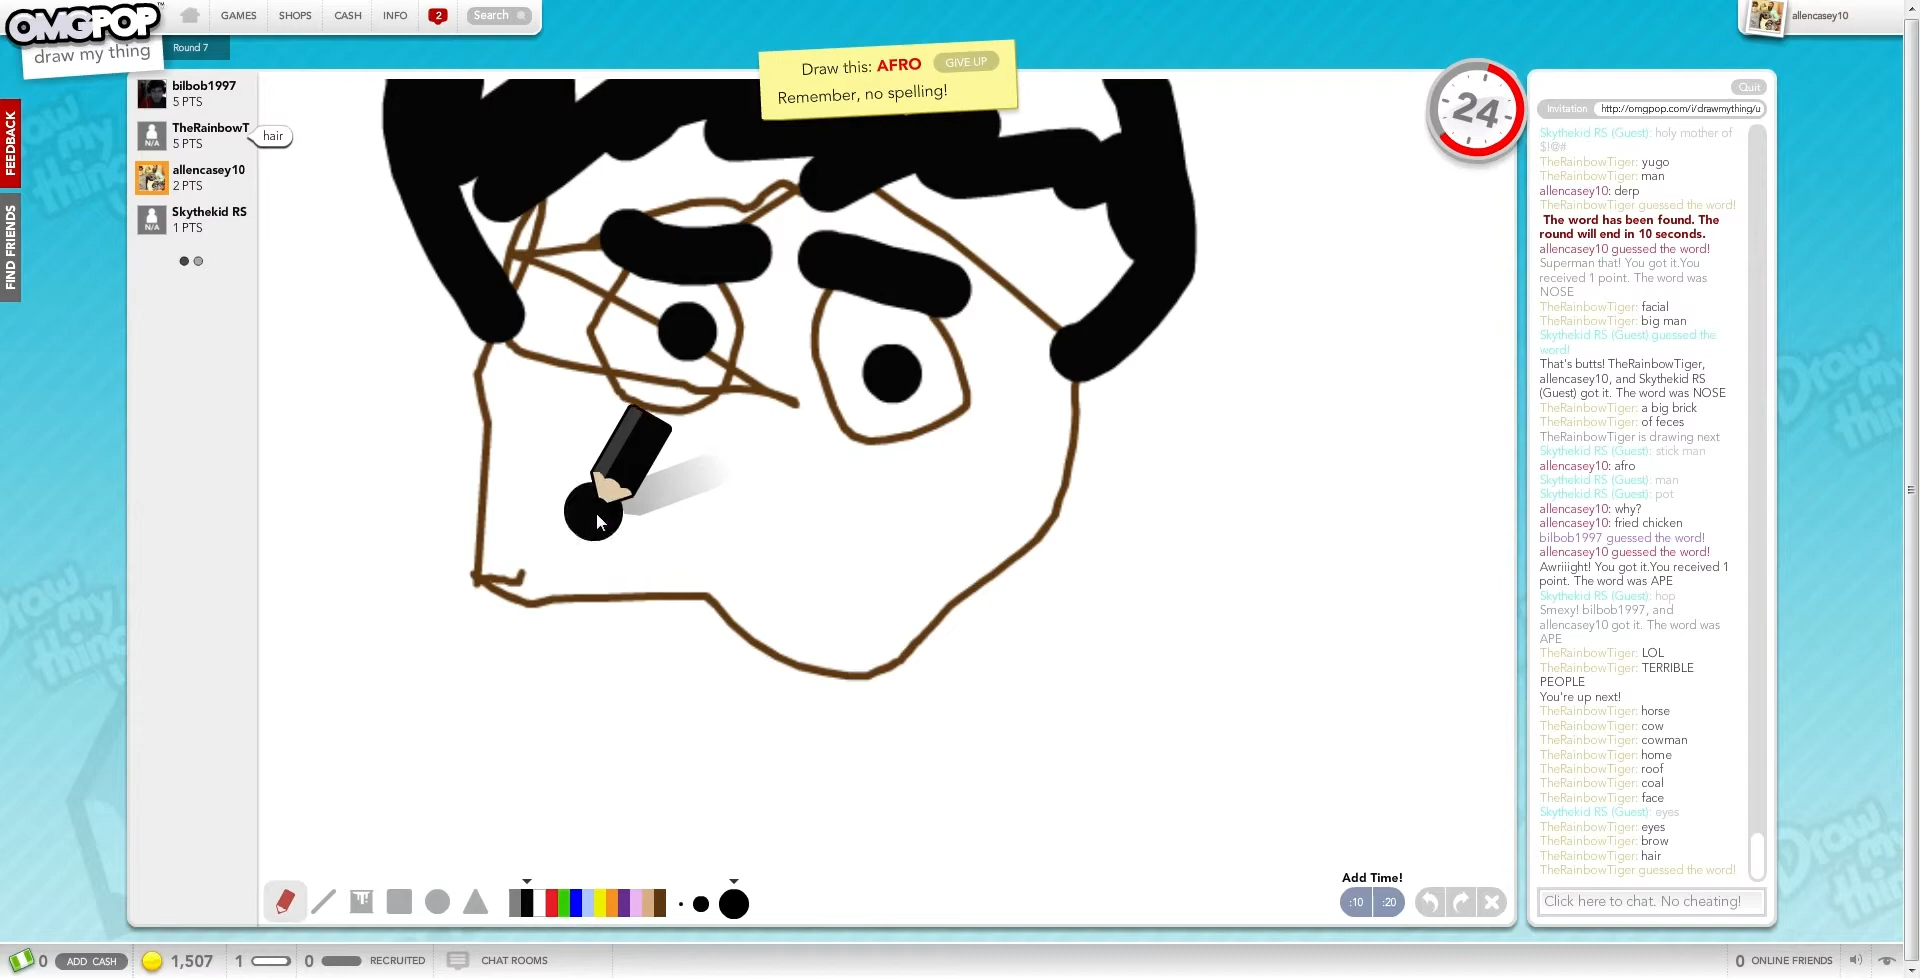 OMGPOP
draw my thing
GAMES
SHOPS
CASH
INFO
2
Search
allencasey10
Round 7
FEEDBACK
FIND FRIENDS
bilbob1997
5 PTS
TheRainbowT
5 PTS
hair
allencasey10
2 PTS
Skythekid RS
1 PTS
N/A
N/A
Draw this: AFRO
GIVE UP
Remember, no spelling!
24
Quit
Invitation
http://omgpop.com/i/drawmything/u
Skythekid RS (Guest): holy mother of
$!@#
TheRainbowTiger: yugo
TheRainbowTiger: man
allencasey10: derp
TheRainbowTiger guessed the word!
The word has been found. The
round will end in 10 seconds.
allencasey10 guessed the word!
Superman that! You got it.You
received 1 point. The word was
NOSE
TheRainbowTiger: facial
TheRainbowTiger: big man
Skythekid RS (Guest) guessed the
word!
That's butts! TheRainbowTiger,
allencasey10, and Skythekid RS
(Guest) got it. The word was NOSE
TheRainbowTiger: a big brick
TheRainbowTiger: of feces
TheRainbowTiger is drawing next
Skythekid RS (Guest): stick man
allencasey10: afro
Skythekid RS (Guest): man
Skythekid RS (Guest): pot
allencasey10: why?
allencasey10: fried chicken
bilbob1997 guessed the word!
allencasey10 guessed the word!
Awriiight! You got it.You received 1
point. The word was APE
Skythekid RS (Guest): hop
Smexy! bilbob1997, and
allencasey10 got it. The word was
APE
TheRainbowTiger: LOL
TheRainbowTiger: TERRIBLE
PEOPLE
You're up next!
TheRainbowTiger: horse
TheRainbowTiger: cow
TheRainbowTiger: cowman
TheRainbowTiger: home
TheRainbowTiger: roof
TheRainbowTiger: coal
TheRainbowTiger: face
Skythekid RS (Guest): eyes
TheRainbowTiger: eyes
TheRainbowTiger: brow
TheRainbowTiger: hair
TheRainbowTiger guessed the word!
Click here to chat. No cheating!
Add Time!
:10
:20
0
ADD CASH
1,507
1
0
RECRUITED
CHAT ROOMS
0 ONLINE FRIENDS